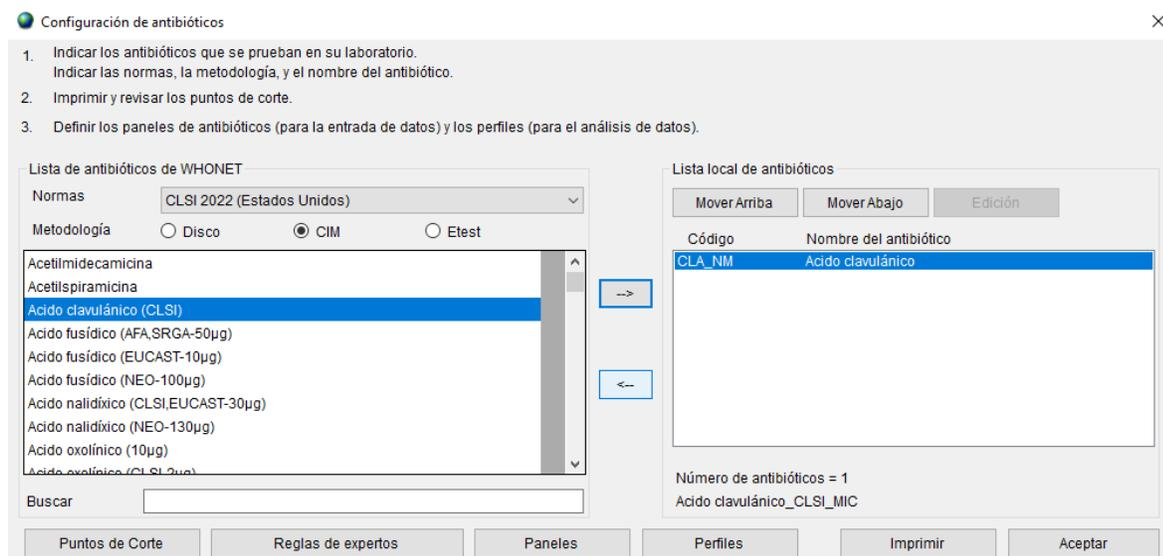 Configuración de antibióticos
1. Indicar los antibióticos que se prueban en su laboratorio.
Indicar las normas, la metodología, y el nombre del antibiótico.
2. Imprimir y revisar los puntos de corte.
3. Definir los paneles de antibióticos (para la entrada de datos) y los perfiles (para el análisis de datos).
Lista de antibióticos de WHONET
Normas CLSI 2022 (Estados Unidos)
Metodología Disco CIM Etest
Acetilmidecamicina
Acetilspiramicina
Acido clavulánico (CLSI)
Acido fusídico (AFA,SRGA-50µg)
Acido fusídico (EUCAST-10µg)
Acido fusídico (NEO-100µg)
Acido nalidíxico (CLSI,EUCAST-30µg)
Acido nalidíxico (NEO-130µg)
Acido oxolínico (10µg)
Acido oxolínico (CLSI 2µg)
Buscar
-->
<--
Lista local de antibióticos
Mover Arriba Mover Abajo Edición
Código Nombre del antibiótico
CLA_NM Acido clavulánico
Número de antibióticos = 1
Acido clavulánico_CLSI_MIC
Puntos de Corte Reglas de expertos Paneles Perfiles Imprimir Aceptar